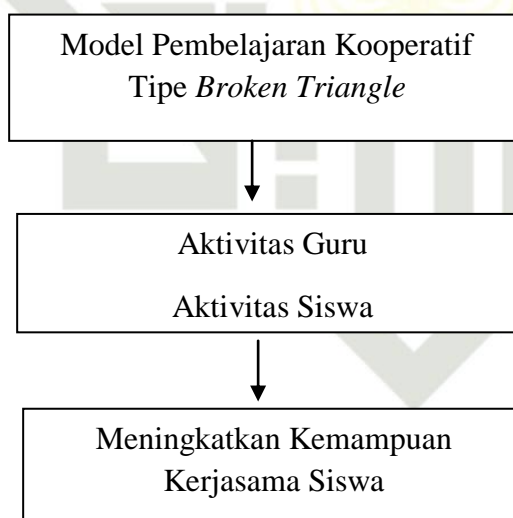 Model Pembelajaran Kooperatif
Tipe Broken Triangle
Aktivitas Guru
Aktivitas Siswa
Meningkatkan Kemampuan
Kerjasama Siswa